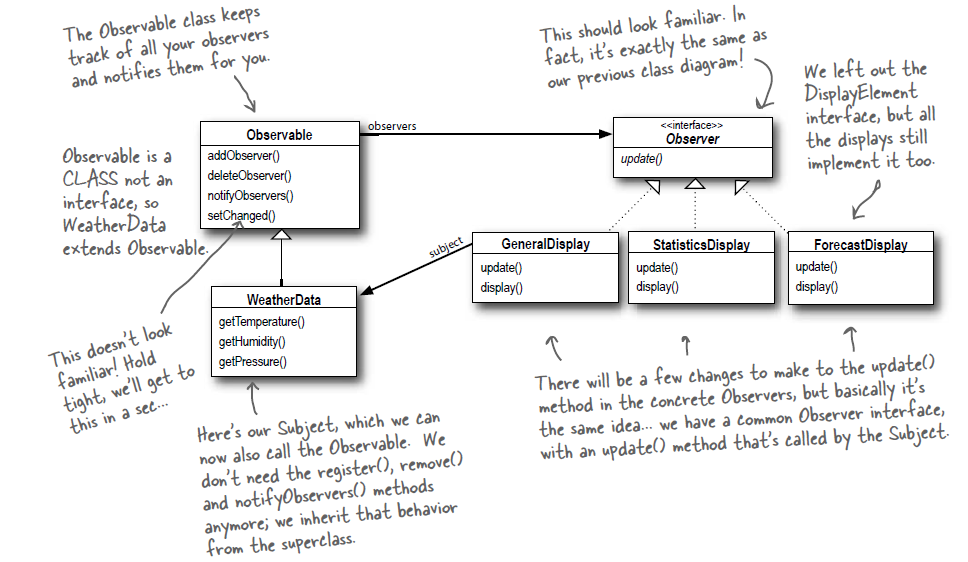 The Observable class keeps
track of all your observers
and notifies them for you.
This should look familiar. In
fact, it's exactly the same as
our previous class diagram!
We left out the
DisplayElement
interface, but all
the displays still
implement it too.
Observable is a
CLASS not an
interface, so
WeatherData
extends Observable.
Observable
addObserver()
deleteObserver()
notifyObservers()
setChanged()
observers
<<interface>>
Observer
update()
subject
GeneralDisplay
update()
display()
StatisticsDisplay
update()
display()
ForecastDisplay
update()
display()
WeatherData
getTemperature()
getHumidity()
getPressure()
This doesn't look
familiar! Hold
tight, we'll get to
this in a sec...
Here's our Subject, which we can
now also call the Observable. We
don't need the register(), remove()
and notifyObservers() methods
anymore; we inherit that behavior
from the superclass.
There will be a few changes to make to the update()
method in the concrete Observers, but basically it's
the same idea... we have a common Observer interface,
with an update() method that's called by the Subject.